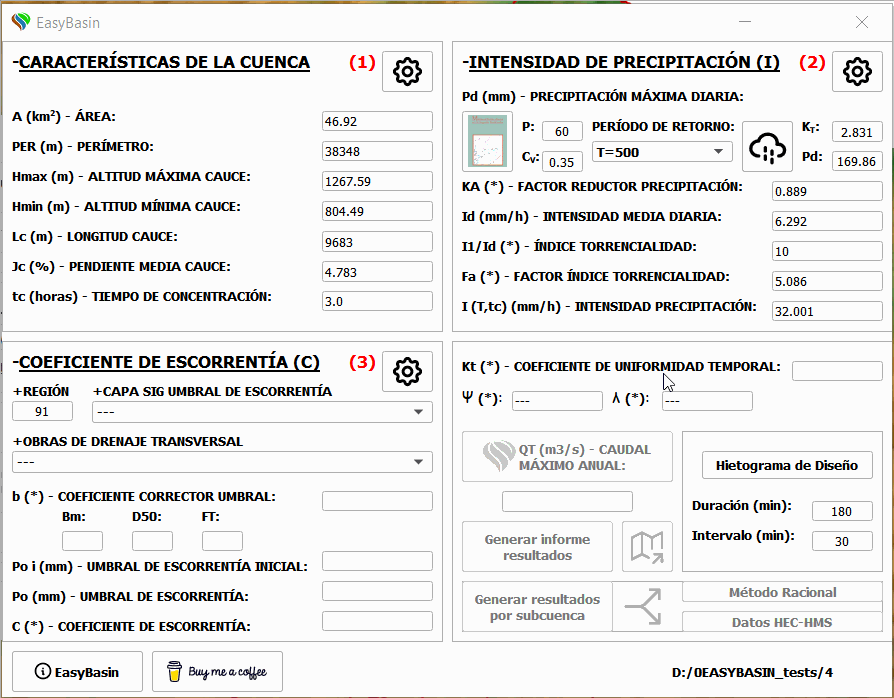 EasyBasin
-CARACTERÍSTICAS DE LA CUENCA (1)
A (km²) - ÁREA: 46.92
PER (m) - PERÍMETRO: 38348
Hmax (m) - ALTITUD MÁXIMA CAUCE: 1267.59
Hmin (m) - ALTITUD MÍNIMA CAUCE: 804.49
Lc (m) - LONGITUD CAUCE: 9683
Jc (%) - PENDIENTE MEDIA CAUCE: 4.783
tc (horas) - TIEMPO DE CONCENTRACIÓN: 3.0
-INTENSIDAD DE PRECIPITACIÓN (I) (2)
Pd (mm) - PRECIPITACIÓN MÁXIMA DIARIA:
P: 60 PERÍODO DE RETORNO: KT: 2.831
Cv: 0.35 T=500 Pd: 169.86
KA (*) - FACTOR REDUCTOR PRECIPITACIÓN: 0.889
Id (mm/h) - INTENSIDAD MEDIA DIARIA: 6.292
I1/Id (*) - ÍNDICE TORRENCIALIDAD: 10
Fa (*) - FACTOR ÍNDICE TORRENCIALIDAD: 5.086
I (T,tc) (mm/h) - INTENSIDAD PRECIPITACIÓN: 32.001
-COEFICIENTE DE ESCORRENTÍA (C) (3)
+REGIÓN +CAPA SIG UMBRAL DE ESCORRENTÍA
91 ---
+OBRAS DE DRENAJE TRANSVERSAL
---
b (*) - COEFICIENTE CORRECTOR UMBRAL:
Bm: D50: FT:
Po i (mm) - UMBRAL DE ESCORRENTÍA INICIAL:
Po (mm) - UMBRAL DE ESCORRENTÍA:
C (*) - COEFICIENTE DE ESCORRENTÍA:
Kt (*) - COEFICIENTE DE UNIFORMIDAD TEMPORAL:
Ψ (*): --- λ (*): ---
QT (m3/s) - CAUDAL
MÁXIMO ANUAL:
Generar informe
resultados
Hietograma de Diseño
Duración (min): 180
Intervalo (min): 30
Generar resultados
por subcuenca
Método Racional
Datos HEC-HMS
EasyBasin
Buy me a coffee
D:/0EASYBASIN_tests/4